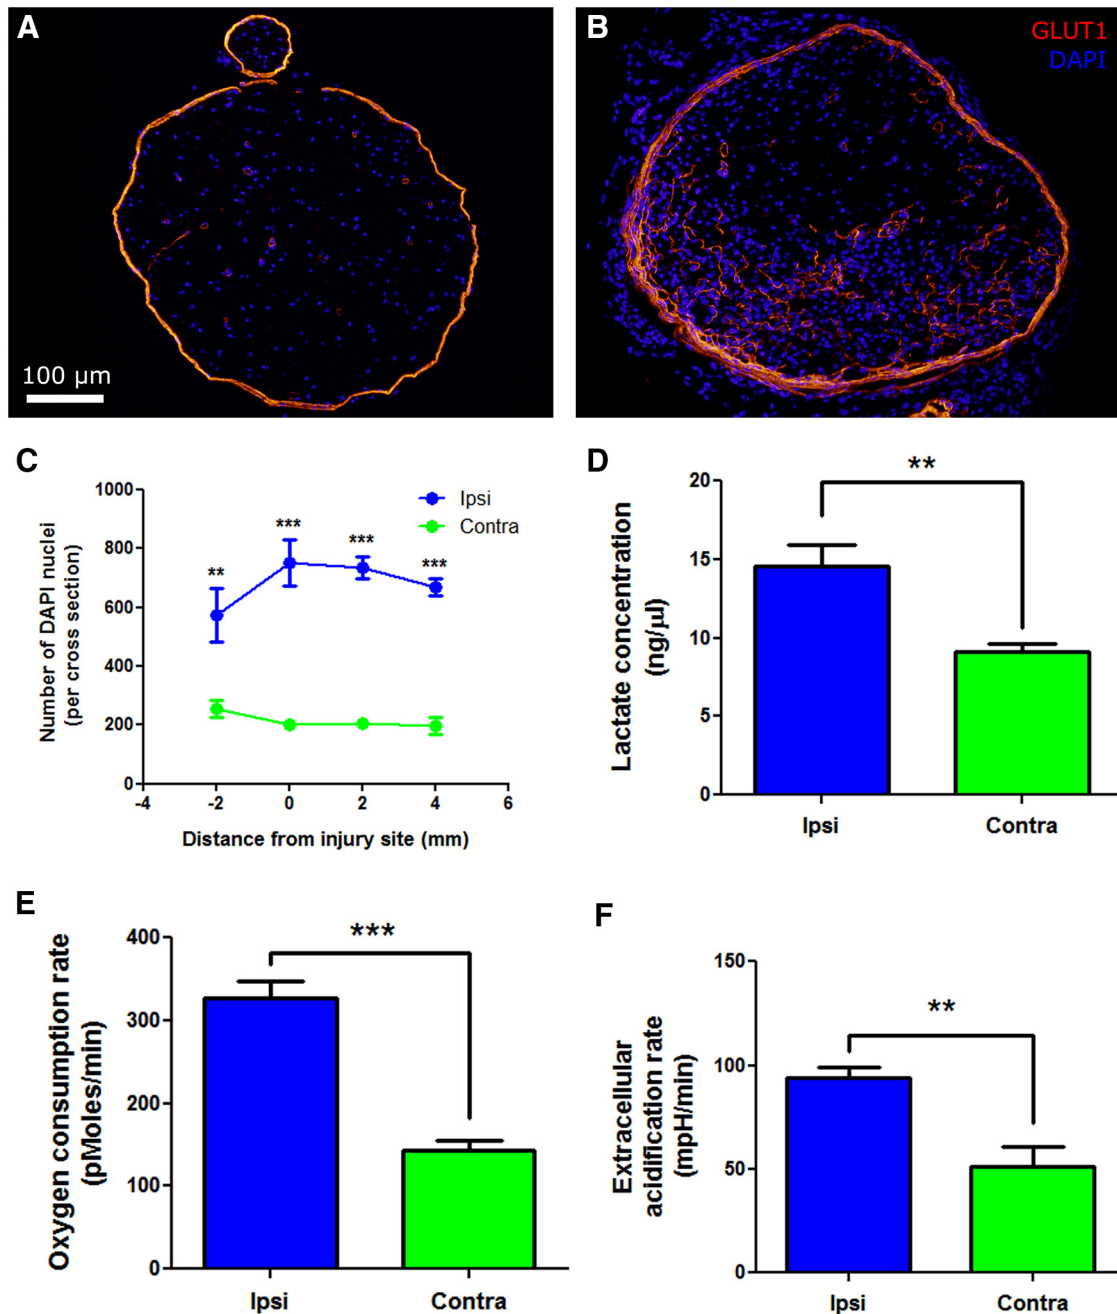 A
B
GLUT1
DAPI
100 µm
C
1000
800
600
400
200
0
-4
-2
0
2
4
6
**
***
***
***
Ipsi
Contra
Number of DAPI nuclei
(per cross section)
Distance from injury site (mm)
D
**
20
15
10
5
0
Lactate concentration
(ng/µl)
Ipsi
Contra
E
***
400
300
200
100
0
Oxygen consumption rate
(pMoles/min)
Ipsi
Contra
F
**
150
100
50
0
Extracellular
acidification rate
(mpH/min)
Ipsi
Contra